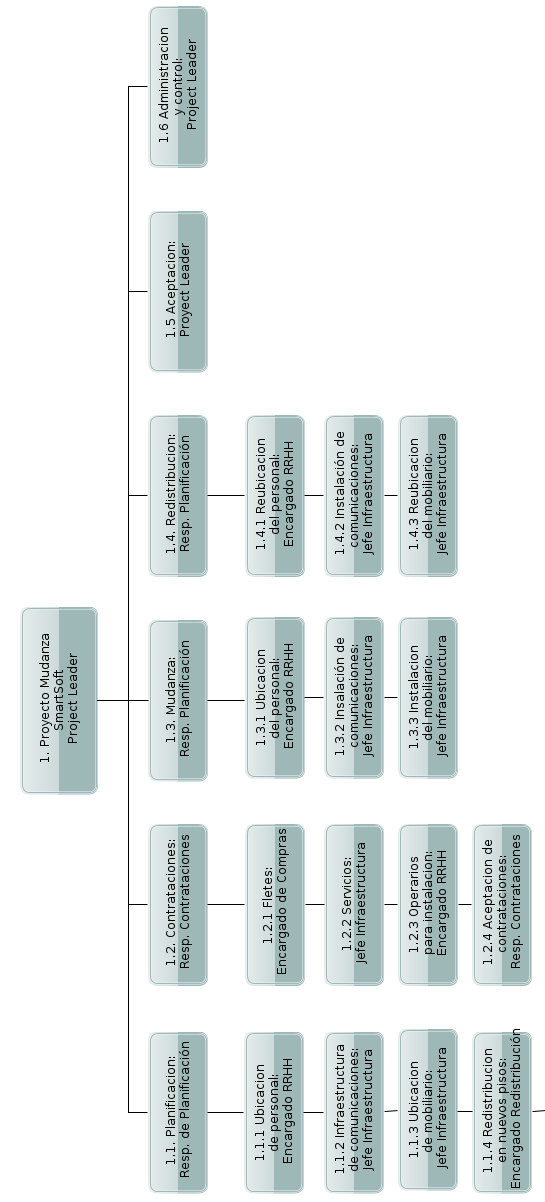 1. Proyecto Mudanza
SmartSoft
Project Leader
1.1. Planificacion:
Resp. de Planificación
1.1.1 Ubicacion
de personal:
Encargado RRHH
1.1.2 Infraestructura
de comunicaciones:
Jefe Infraestructura
1.1.3 Ubicacion
de mobiliario:
Jefe Infraestructura
1.1.4 Redistribucion
en nuevos pisos:
Encargado Redistribución
1.2. Contrataciones:
Resp. Contrataciones
1.2.1 Fletes:
Encargado de Compras
1.2.2 Servicios:
Jefe Infraestructura
1.2.3 Operarios
para instalacion:
Encargado RRHH
1.2.4 Aceptacion de
contrataciones:
Resp. Contrataciones
1.3. Mudanza:
Resp. Planificación
1.3.1 Ubicacion
del personal:
Encargado RRHH
1.3.2 Insalación de
comunicaciones:
Jefe Infraestructura
1.3.3 Instalacion
del mobiliario:
Jefe Infraestructura
1.4. Redistribucion:
Resp. Planificación
1.4.1 Reubicacion
del personal:
Encargado RRHH
1.4.2 Instalación de
comunicaciones:
Jefe Infraestructura
1.4.3 Reubicacion
del mobiliario:
Jefe Infraestructura
1.5 Aceptacion:
Proyect Leader
1.6 Administracion
y control:
Project Leader